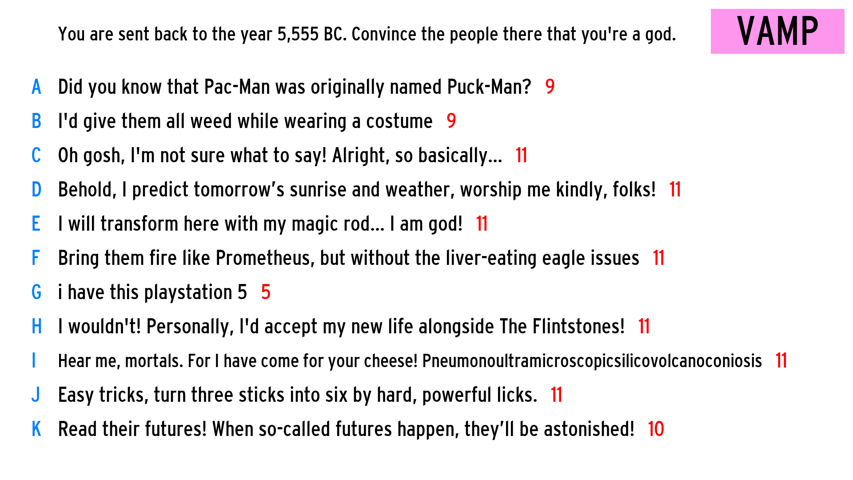 You are sent back to the year 5,555 BC. Convince the people there that you're a god.
VAMP
A Did you know that Pac-Man was originally named Puck-Man? 9
B I'd give them all weed while wearing a costume 9
C Oh gosh, I'm not sure what to say! Alright, so basically... 11
D Behold, I predict tomorrow’s sunrise and weather, worship me kindly, folks! 11
E I will transform here with my magic rod... I am god! 11
F Bring them fire like Prometheus, but without the liver-eating eagle issues 11
G i have this playstation 5 5
H I wouldn't! Personally, I'd accept my new life alongside The Flintstones! 11
I Hear me, mortals. For I have come for your cheese! Pneumonoultramicroscopicsilicovolcanoconiosis 11
J Easy tricks, turn three sticks into six by hard, powerful licks. 11
K Read their futures! When so-called futures happen, they’ll be astonished! 10